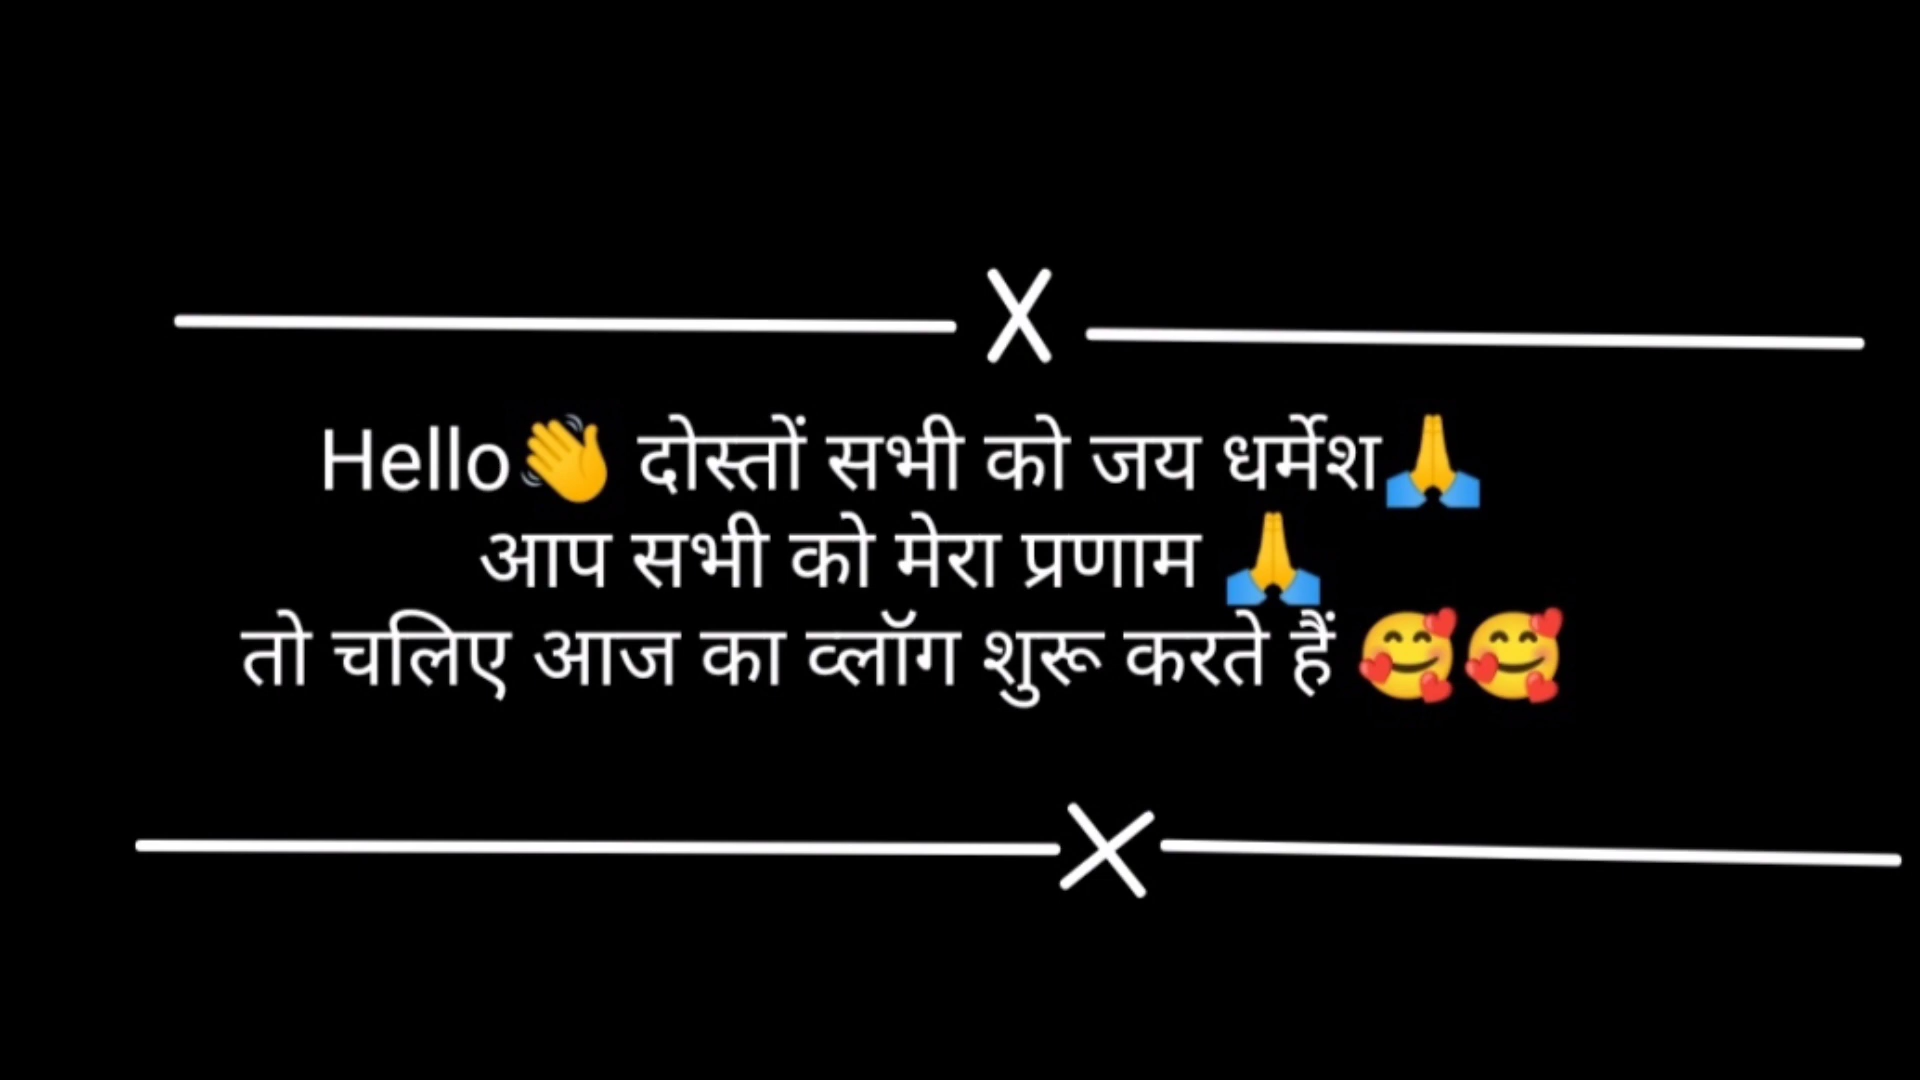 Hello👋 दोस्तों सभी को जय धर्मेश🙏
आप सभी को मेरा प्रणाम 🙏
तो चलिए आज का व्लॉग शुरू करते हैं 🥰🥰